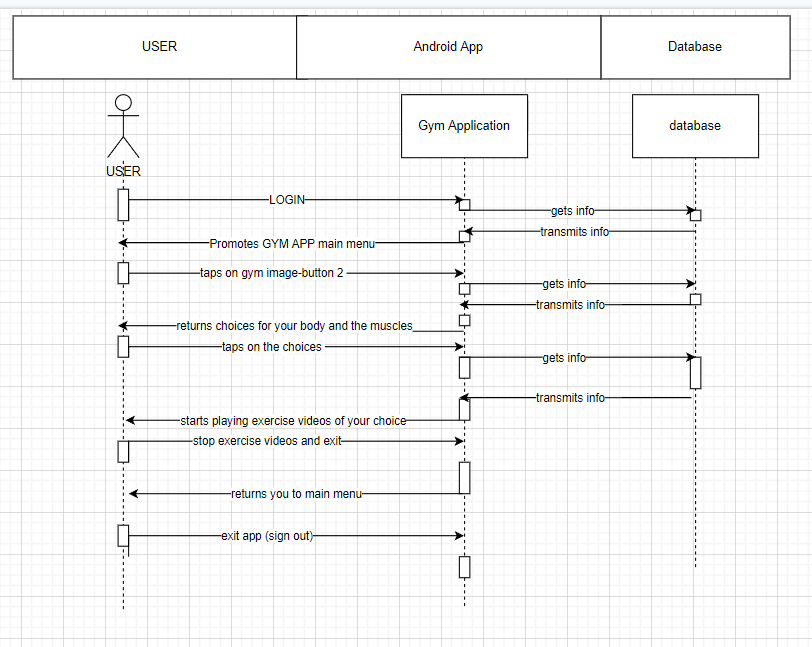 USER
Android App
Database
Gym Application
database
USER
LOGIN
gets info
transmits info
Promotes GYM APP main menu
taps on gym image-button 2
gets info
transmits info
returns choices for your body and the muscles
taps on the choices
gets info
transmits info
starts playing exercise videos of your choice
stop exercise videos and exit
returns you to main menu
exit app (sign out)